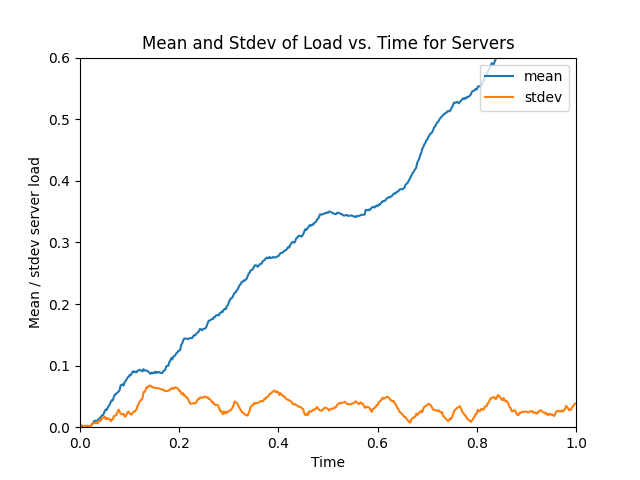 Mean and Stdev of Load vs. Time for Servers
mean
stdev
Mean / stdev server load
0.6
0.5
0.4
0.3
0.2
0.1
0.0
0.0 0.2 0.4 0.6 0.8 1.0
Time